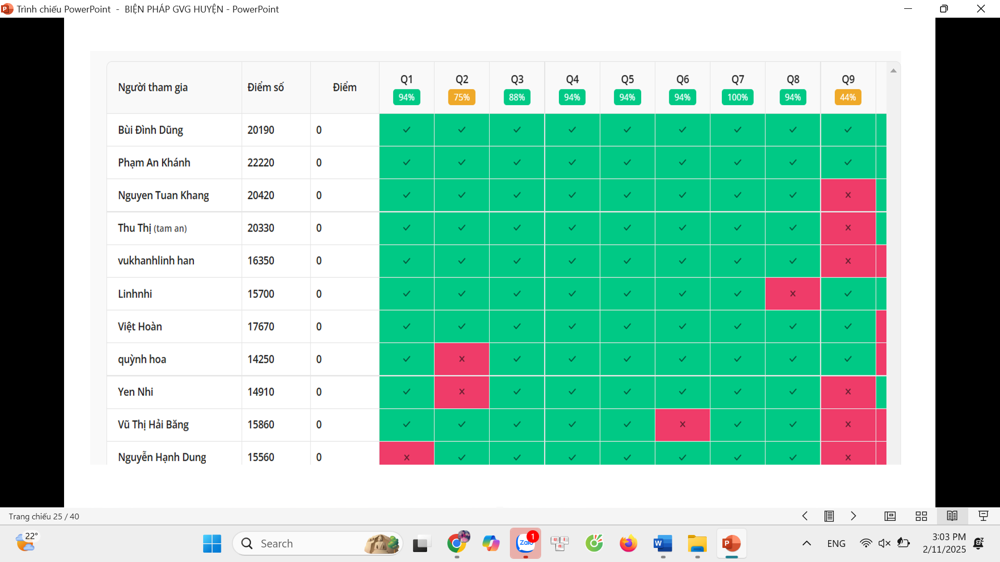 Trình chiếu PowerPoint - BIỆN PHÁP GVG HUYỆN - PowerPoint
Người tham gia Điểm số Điểm Q1 Q2 Q3 Q4 Q5 Q6 Q7 Q8 Q9
94% 75% 88% 94% 94% 94% 100% 94% 44%
Bùi Đình Dũng 20190 0
Phạm An Khánh 22220 0
Nguyen Tuan Khang 20420 0
Thu Thị (tam an) 20330 0
vukhanhlinh han 16350 0
Linhnhi 15700 0
Việt Hoàn 17670 0
quỳnh hoa 14250 0
Yen Nhi 14910 0
Vũ Thị Hải Băng 15860 0
Nguyễn Hạnh Dung 15560 0
Trang chiếu 25 / 40
22° Search Zalo 1 ENG 3:03 PM
2/11/2025